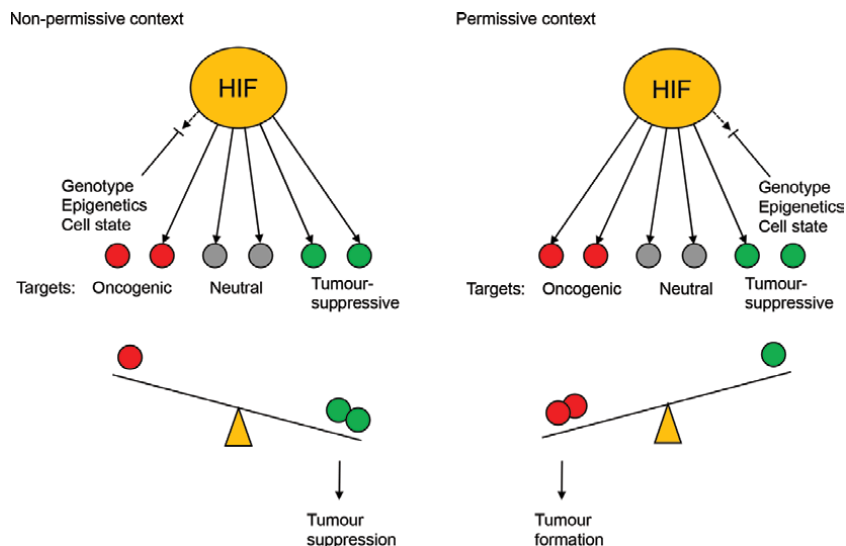 Non-permissive context
HIF
Genotype
Epigenetics
Cell state
Targets: Oncogenic Neutral Tumour-
suppressive
Tumour
suppression
Permissive context
HIF
Genotype
Epigenetics
Cell state
Targets: Oncogenic Neutral Tumour-
suppressive
Tumour
formation